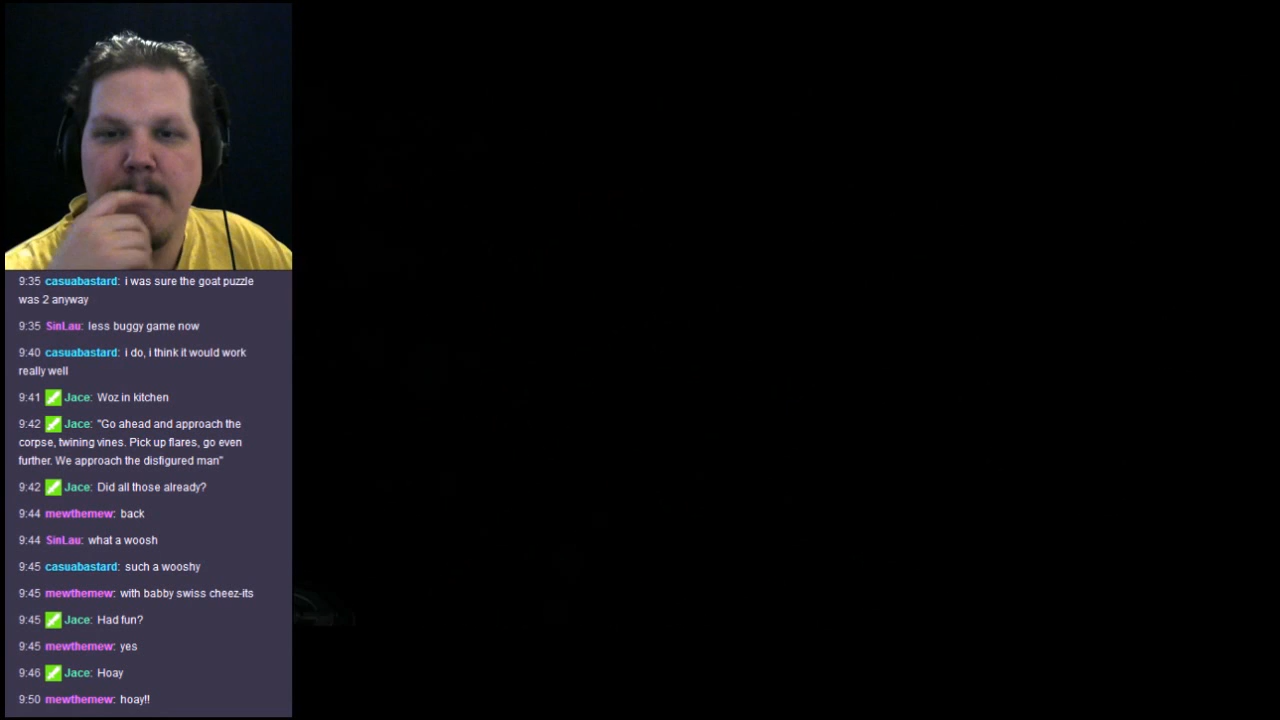 9:35 casuabastard: i was sure the goat puzzle
was 2 anyway
9:35 SinLau: less buggy game now
9:40 casuabastard: i do, i think it would work
really well
9:41 Jace: Woz in kitchen
9:42 Jace: "Go ahead and approach the
corpse, twining vines. Pick up flares, go even
further. We approach the disfigured man"
9:42 Jace: Did all those already?
9:44 mewthemew: back
9:44 SinLau: what a woosh
9:45 casuabastard: such a wooshy
9:45 mewthemew: with babby swiss cheez-its
9:45 Jace: Had fun?
9:45 mewthemew: yes
9:46 Jace: Hoay
9:50 mewthemew: hoay!!